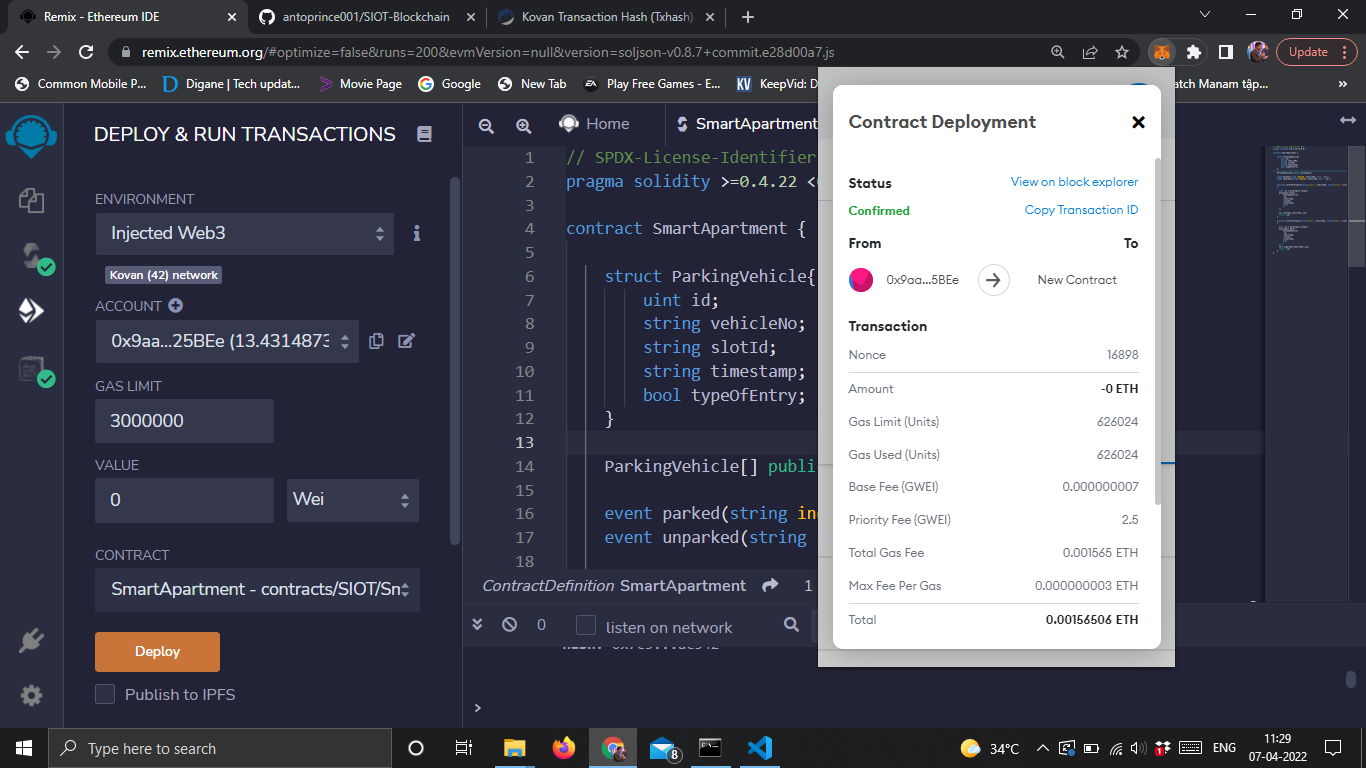 Remix - Ethereum IDE
antoprince001/SIOT-Blockchain
Kovan Transaction Hash (Txhash)
remix.ethereum.org/#optimize=false&runs=200&evmVersion=null&version=soljson-v0.8.7+commit.e28d00a7.js
Update
Common Mobile P...
Digane | Tech updat...
Movie Page
Google
New Tab
Play Free Games - E...
KeepVid: D
atch Manam tập...
DEPLOY & RUN TRANSACTIONS
ENVIRONMENT
Injected Web3
Kovan (42) network
ACCOUNT
0x9aa...25BEe (13.4314873
GAS LIMIT
3000000
VALUE
0
Wei
CONTRACT
SmartApartment - contracts/SIOT/Sm
Deploy
Publish to IPFS
Home
SmartApartment
1 // SPDX-License-Identifier
2 pragma solidity >=0.4.22 <
3
4 contract SmartApartment {
5
6 struct ParkingVehicle{
7 uint id;
8 string vehicleNo;
9 string slotId;
10 string timestamp;
11 bool typeOfEntry;
12 }
13
14 ParkingVehicle[] publi
15
16 event parked(string in
17 event unparked(string
18
ContractDefinition SmartApartment
1
0
listen on network
>
Contract Deployment
Status
View on block explorer
Confirmed
Copy Transaction ID
From
To
0x9aa...5BEe
New Contract
Transaction
Nonce
16898
Amount
-0 ETH
Gas Limit (Units)
626024
Gas Used (Units)
626024
Base Fee (GWEI)
0.000000007
Priority Fee (GWEI)
2.5
Total Gas Fee
0.001565 ETH
Max Fee Per Gas
0.000000003 ETH
Total
0.00156506 ETH
Type here to search
8
34°C
1
ENG
11:29
07-04-2022